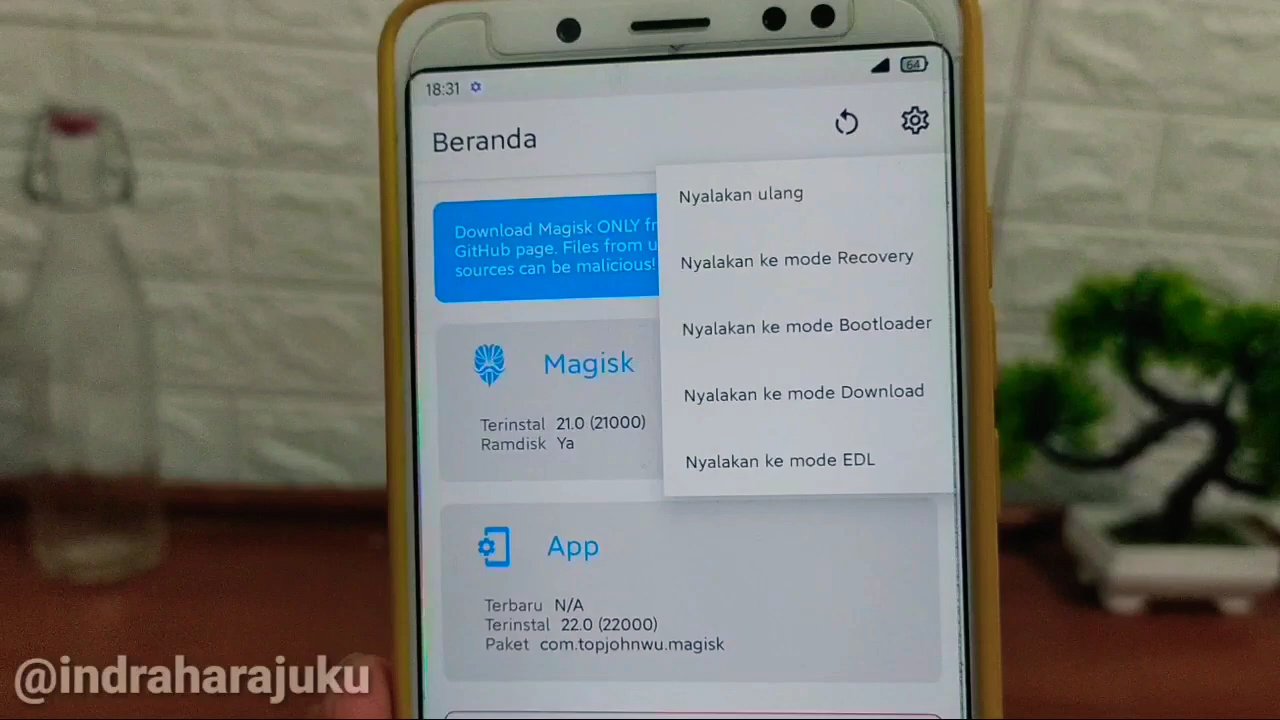 18:31
64
Beranda
Nyalakan ulang
Nyalakan ke mode Recovery
Nyalakan ke mode Bootloader
Nyalakan ke mode Download
Nyalakan ke mode EDL
Download Magisk ONLY fr
GitHub page. Files from u
sources can be malicious!
Magisk
Terinstal 21.0 (21000)
Ramdisk Ya
App
Terbaru N/A
Terinstal 22.0 (22000)
Paket com.topjohnwu.magisk
@indraharajuku